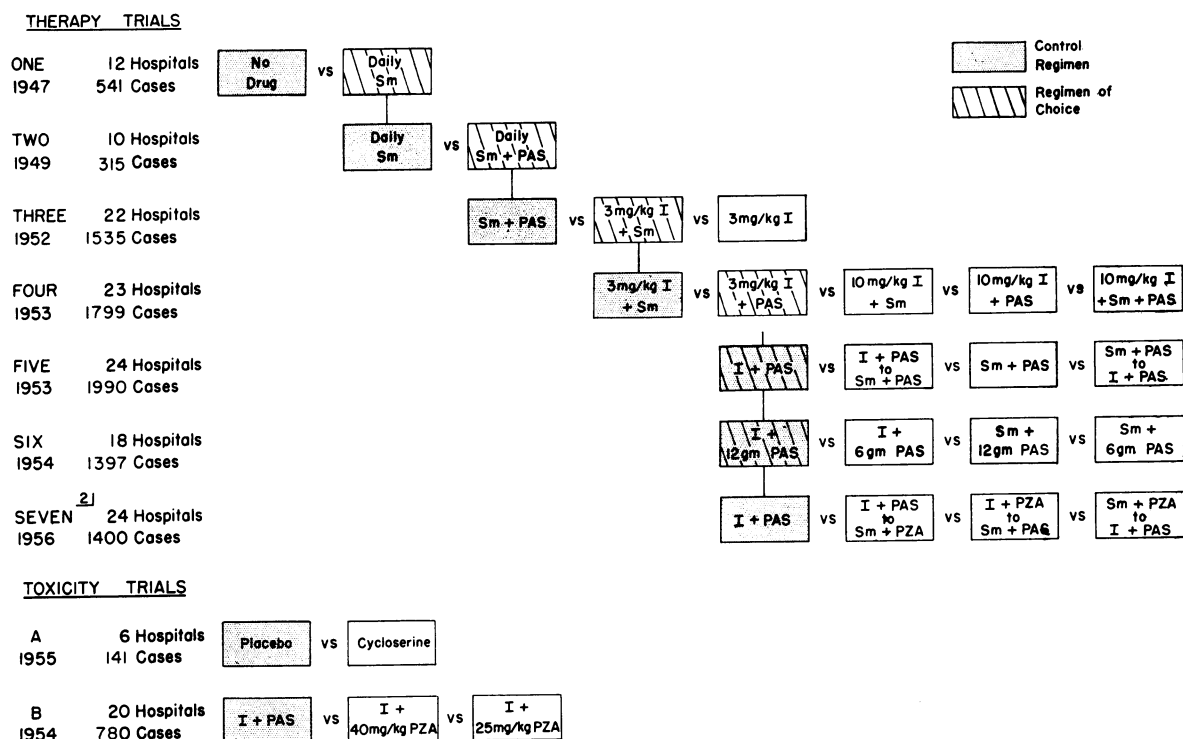 THERAPY TRIALS
Control
Regimen
Regimen of
Choice
ONE 12 Hospitals
1947 541 Cases
No
Drug
vs
Daily
Sm
TWO 10 Hospitals
1949 315 Cases
Daily
Sm
vs
Daily
Sm + PAS
THREE 22 Hospitals
1952 1535 Cases
Sm + PAS
vs
3mg/kg I
+ Sm
vs
3mg/kg I
FOUR 23 Hospitals
1953 1799 Cases
3mg/kg I
+ Sm
vs
3mg/kg I
+ PAS
vs
10mg/kg I
+ Sm
vs
10mg/kg I
+ PAS
vs
10mg/kg I
+ Sm + PAS
FIVE 24 Hospitals
1953 1990 Cases
I + PAS
vs
I + PAS
to
Sm + PAS
vs
Sm + PAS
vs
Sm + PAS
to
I + PAS
SIX 18 Hospitals
1954 1397 Cases
I +
12gm PAS
vs
I +
6gm PAS
vs
Sm +
12gm PAS
vs
Sm +
6gm PAS
SEVEN 2 24 Hospitals
1956 1400 Cases
I + PAS
vs
I + PAS
to
Sm + PZA
vs
I + PZA
to
Sm + PAS
vs
Sm + PZA
to
I + PAS
TOXICITY TRIALS
A 6 Hospitals
1955 141 Cases
Placebo
vs
Cycloserine
B 20 Hospitals
1954 780 Cases
I + PAS
vs
I +
40mg/kg PZA
vs
I +
25mg/kg PZA